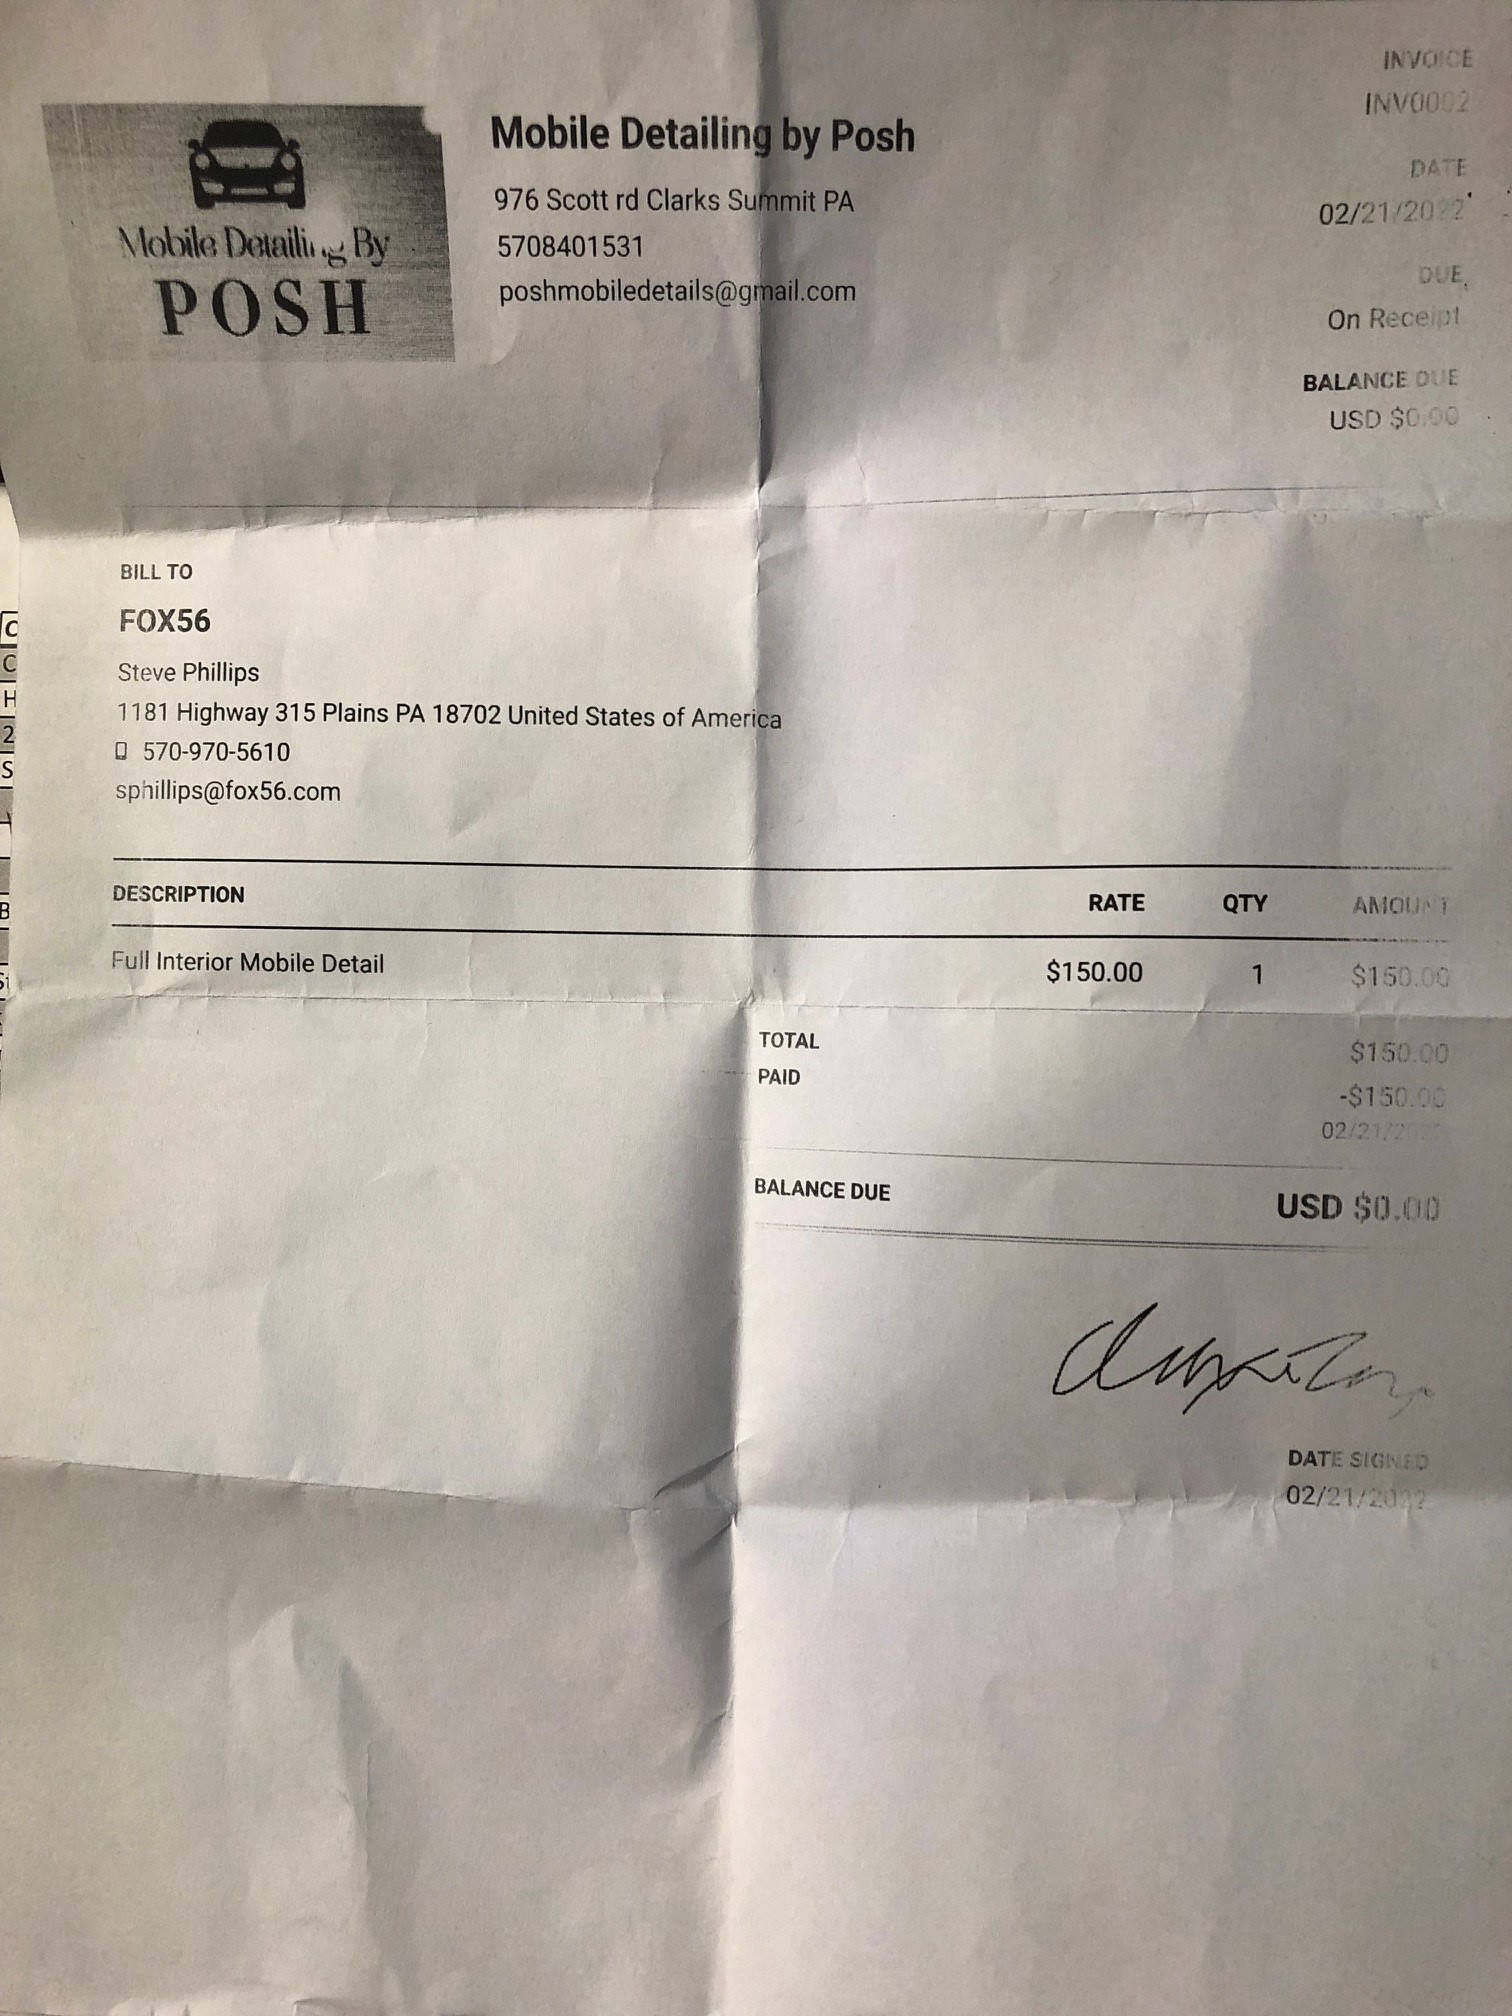 Mobile Detailing By
POSH
Mobile Detailing by Posh
976 Scott rd Clarks Summit PA
5708401531
poshmobiledetails@gmail.com
INVOICE
INV0002
DATE
02/21/2022
DUE
On Receipt
BALANCE DUE
USD $0.00
BILL TO
FOX56
Steve Phillips
1181 Highway 315 Plains PA 18702 United States of America
570-970-5610
sphillips@fox56.com
DESCRIPTION RATE QTY AMOUNT
Full Interior Mobile Detail $150.00 1 $150.00
TOTAL $150.00
PAID -$150.00
02/21/2022
BALANCE DUE USD $0.00
DATE SIGNED
02/21/2022